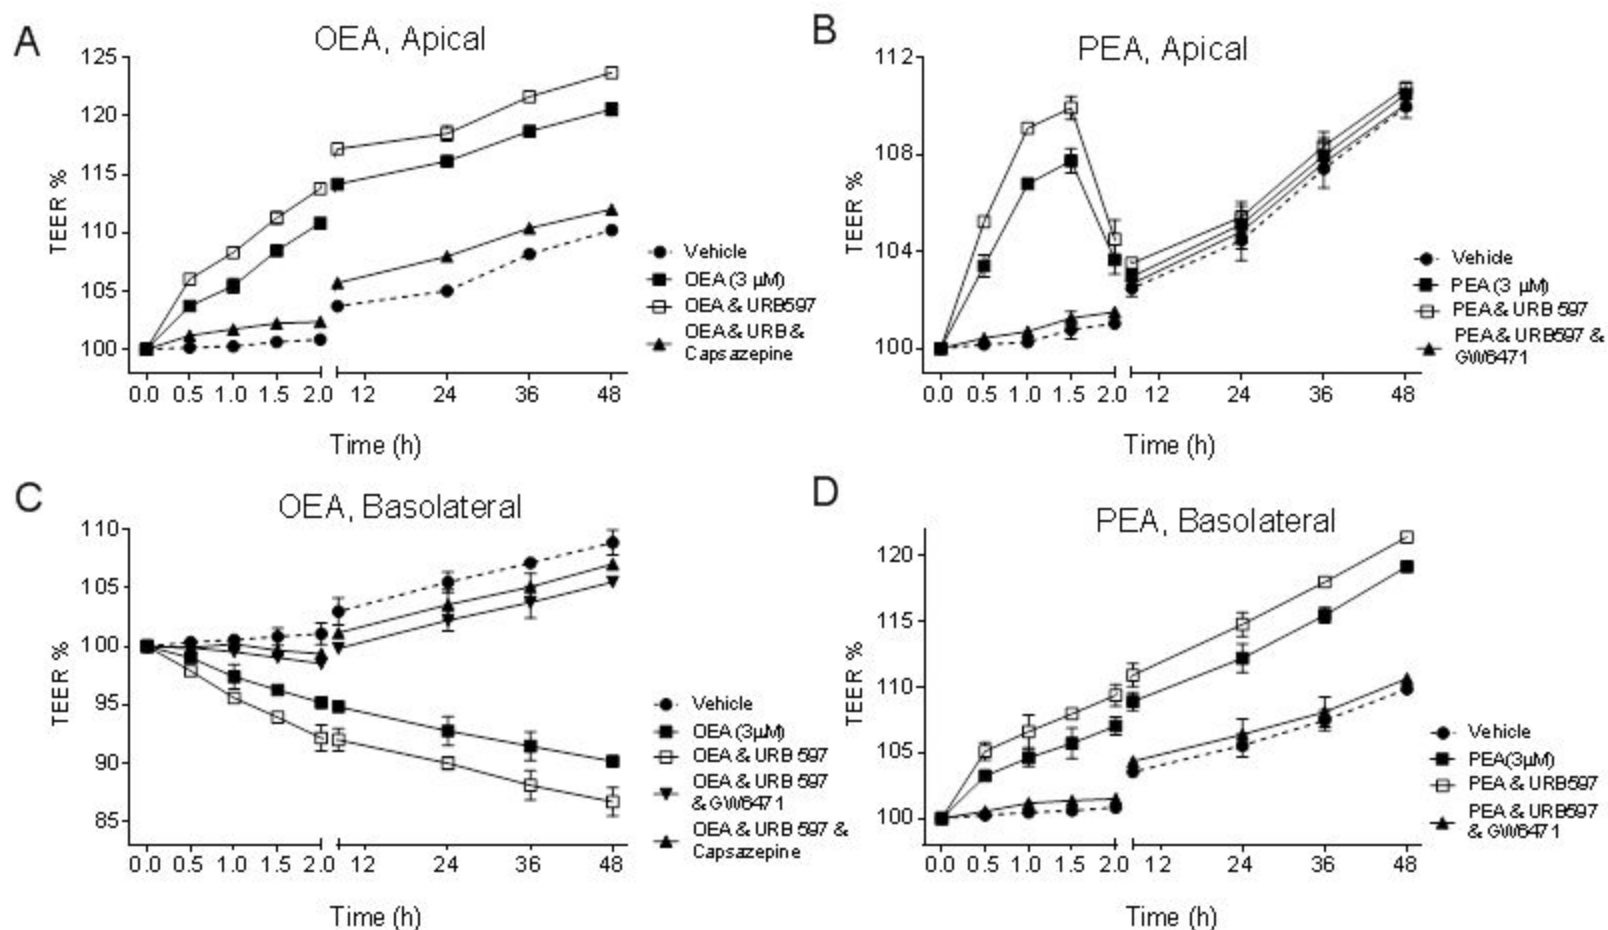 A
OEA, Apical
125
120
115
110
105
100
TEER %
0.0 0.5 1.0 1.5 2.0 12 24 36 48
Time (h)
Vehicle
OEA (3 µM)
OEA & URB597
OEA & URB &
Capsazepine
B
PEA, Apical
112
108
104
100
TEER %
0.0 0.5 1.0 1.5 2.0 12 24 36 48
Time (h)
Vehicle
PEA (3 µM)
PEA & URB 597
PEA & URB597 &
GW6471
C
OEA, Basolateral
110
105
100
95
90
85
TEER %
0.0 0.5 1.0 1.5 2.0 12 24 36 48
Time (h)
Vehicle
OEA (3µM)
OEA & URB 597
OEA & URB 597
& GW6471
OEA & URB 597 &
Capsazepine
D
PEA, Basolateral
120
115
110
105
100
TEER %
0.0 0.5 1.0 1.5 2.0 12 24 36 48
Time (h)
Vehicle
PEA(3µM)
PEA & URB597
PEA & URB597
& GW6471